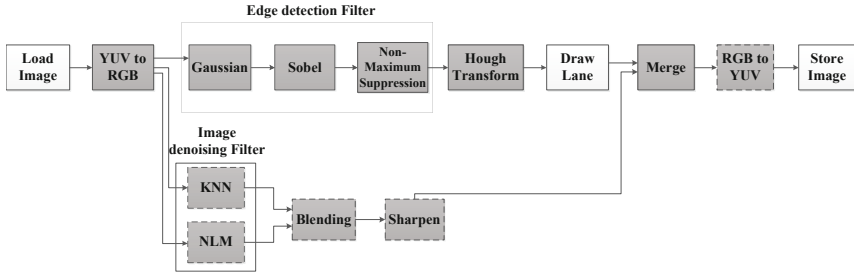 Edge detection Filter
Load
Image
YUV to
RGB
Gaussian
Sobel
Non-
Maximum
Suppression
Hough
Transform
Draw
Lane
Merge
RGB to
YUV
Store
Image
Image
denoising Filter
KNN
NLM
Blending
Sharpen